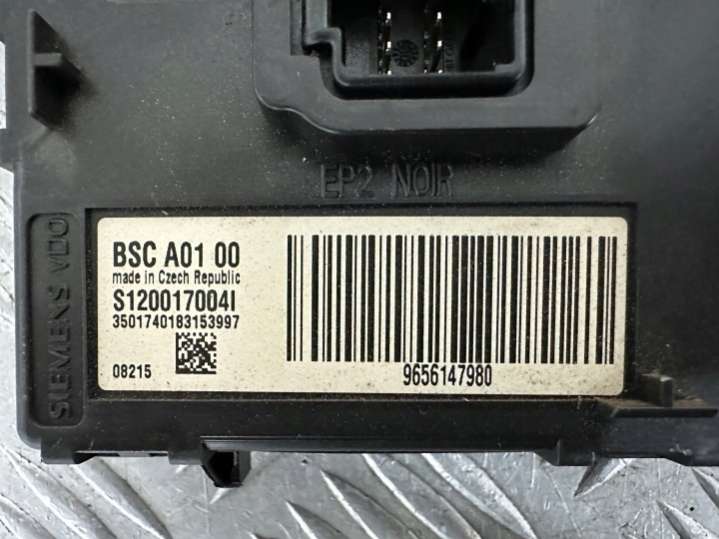 EP2 NOIR
SIEMENS VDO
BSC A01 00
made in Czech Republic
S120017004I
3501740183153997
08215
9656147980